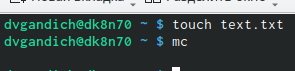 dvgandich@dk8n70 ~ $ touch text.txt
dvgandich@dk8n70 ~ $ mc